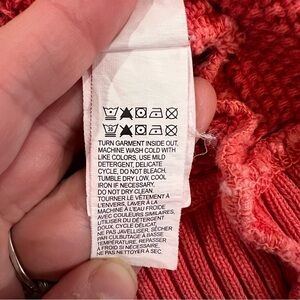 TURN GARMENT INSIDE OUT,
MACHINE WASH COLD WITH
LIKE COLORS, USE MILD
DETERGENT, DELICATE
CYCLE, DO NOT BLEACH,
TUMBLE DRY LOW, COOL
IRON IF NECESSARY,
DO NOT DRY CLEAN.
TOURNER LE VÊTEMENT À
L'ENVERS, LAVER À LA
MACHINE À L'EAU FROIDE
AVEC COULEURS SIMILAIRES,
UTILISER DU DÉTERGENT
DOUX, CYCLE DÉLICAT
NE PAS JAVELLISER, SÉCHER
PAR CULBUTAGE À BASSE
TEMPÉRATURE, REPASSER
À FROID SI NÉCESSAIRE,
NE PAS NETTOYER À SEC.